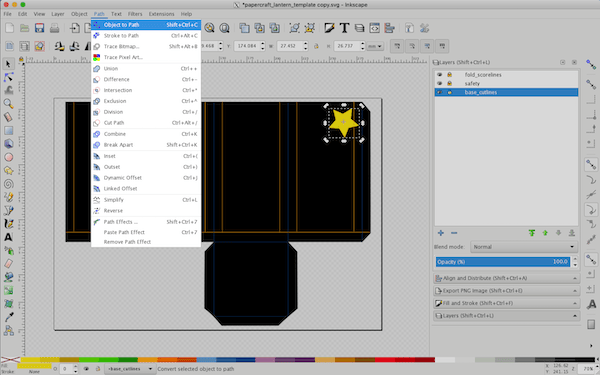 *papercraft_lantern_template copy.svg - Inkscape
Edit View Layer Object Path Text Filters Extensions Help
174.084 W: 27.452 H: 26.737 mm
Object to Path Shift+Ctrl+C
Stroke to Path Ctrl+Alt+C
Trace Bitmap... Shift+Alt+B
Trace Pixel Art...
Union Ctrl++
Difference Ctrl+-
Intersection Ctrl+*
Exclusion Ctrl+^
Division Ctrl+/
Cut Path Ctrl+Alt+/
Combine Ctrl+K
Break Apart Shift+Ctrl+K
Inset Ctrl+(
Outset Ctrl+)
Dynamic Offset Ctrl+J
Linked Offset
Simplify Ctrl+L
Reverse
Path Effects ... Shift+Ctrl+7
Paste Path Effect Ctrl+7
Remove Path Effect
Layers (Shift+Ctrl+L)
fold_scorelines
safety
base_cutlines
Blend mode: Normal
Opacity (%) 100.0
Align and Distribute (Shift+Ctrl+A)
Export PNG Image (Shift+Ctrl+E)
Fill and Stroke (Shift+Ctrl+F)
Layers (Shift+Ctrl+L)
Fill:
Stroke: None
O: 0
base_cutlines
Convert selected object to path
Z: 71%